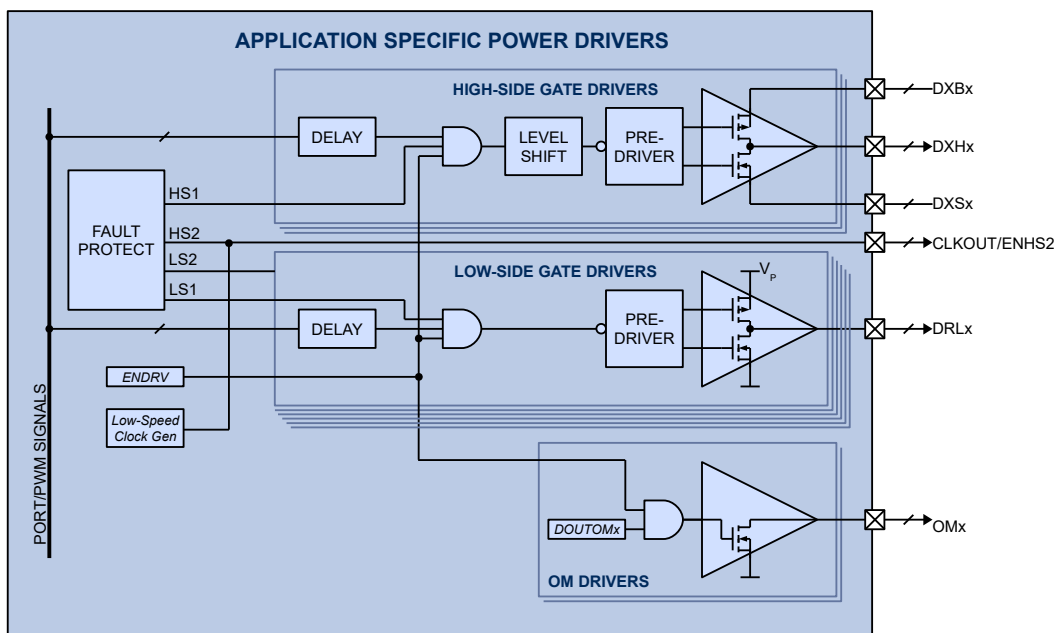 APPLICATION SPECIFIC POWER DRIVERS
HIGH-SIDE GATE DRIVERS
DXBx
DELAY
LEVEL
SHIFT
PRE-
DRIVER
DXHx
HS1
DXSx
FAULT
PROTECT
HS2
CLKOUT/ENHS2
LS2
LOW-SIDE GATE DRIVERS
VP
LS1
DELAY
PRE-
DRIVER
DRLx
ENDRV
Low-Speed
Clock Gen
PORT/PWM SIGNALS
DOUTOMx
OMx
OM DRIVERS